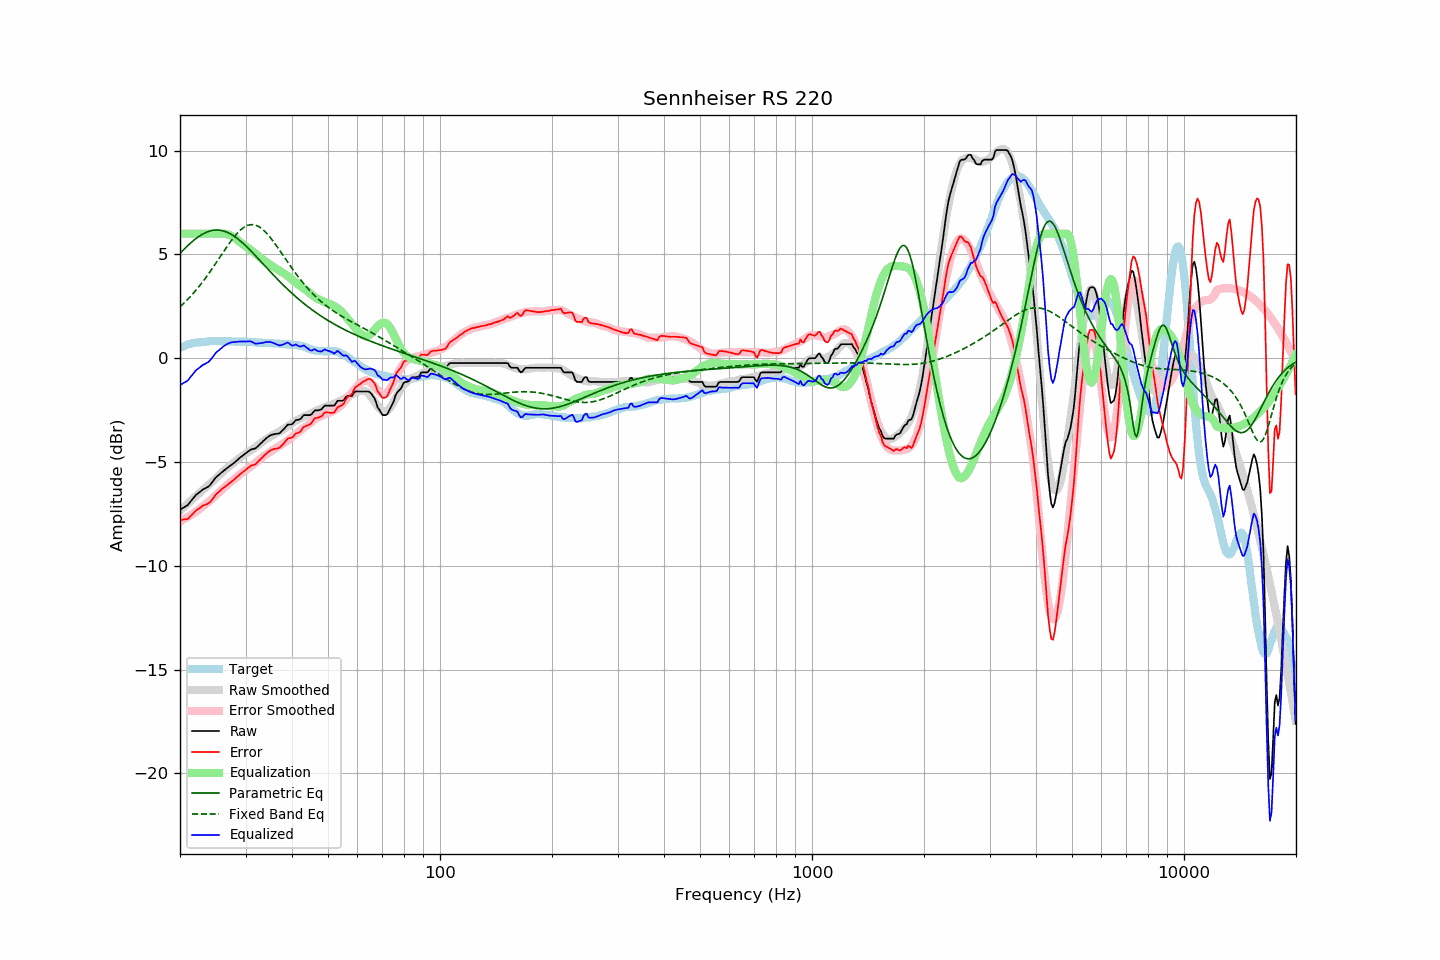 Sennheiser RS 220
Amplitude (dBr)
10
5
0
−5
−10
−15
−20
Target
Raw Smoothed
Error Smoothed
Raw
Error
Equalization
Parametric Eq
Fixed Band Eq
Equalized
100
1000
10000
Frequency (Hz)